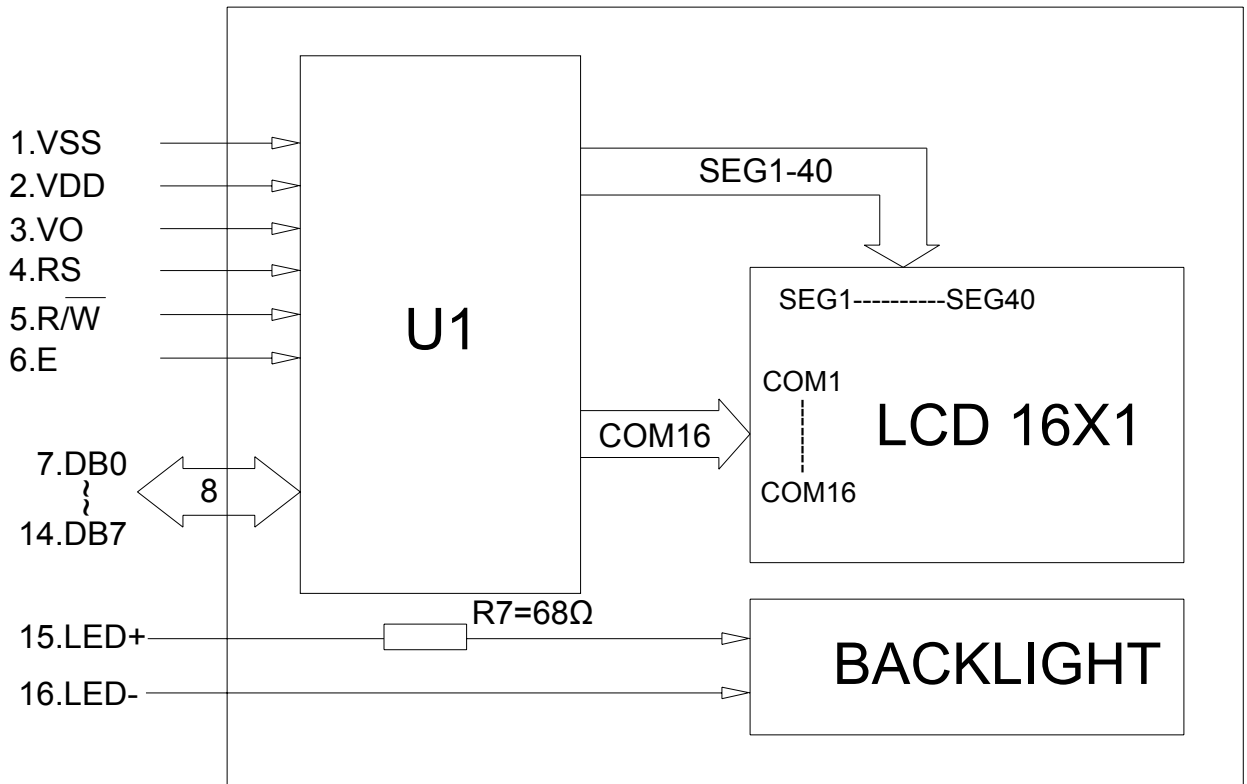 1.VSS
2.VDD
3.VO
4.RS
5.R/W̅
6.E
7.DB0
~
~
14.DB7
8
15.LED+
16.LED-
U1
SEG1-40
COM16
SEG1----------SEG40
COM1
COM16
LCD 16X1
R7=68Ω
BACKLIGHT